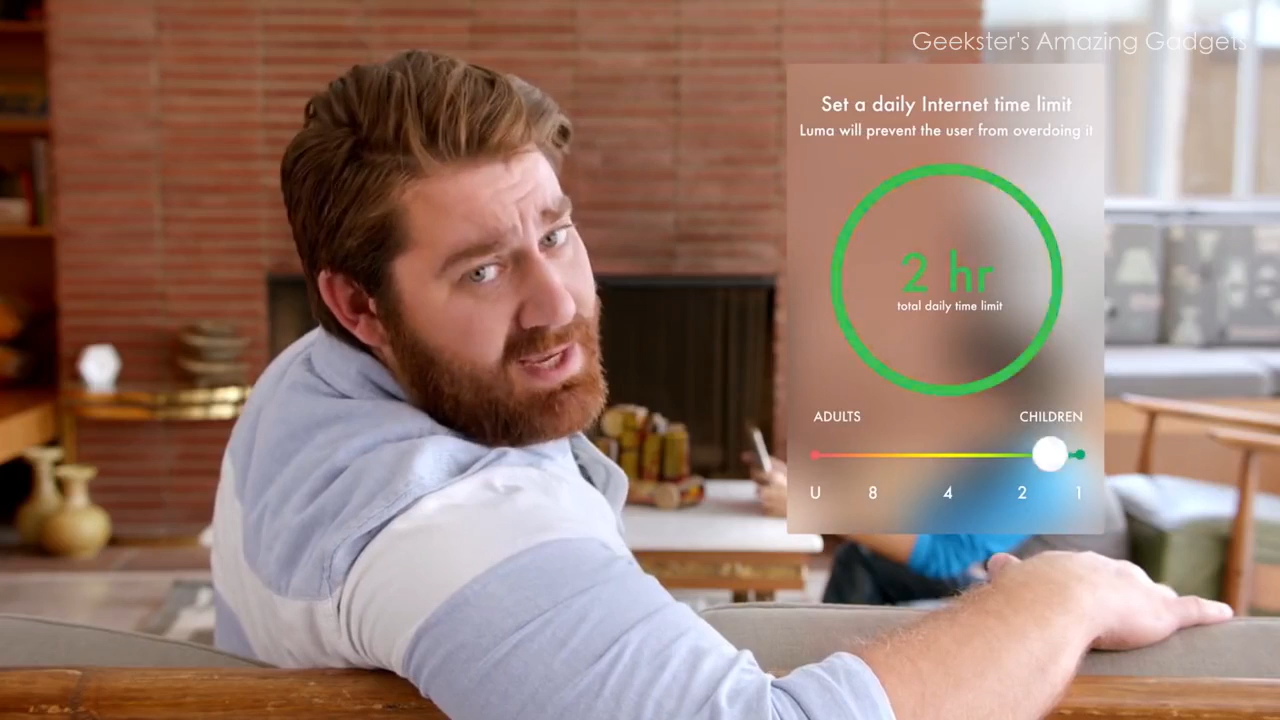 Geekster's Amazing Gadgets
Set a daily Internet time limit
Luma will prevent the user from overdoing it
2 hr
total daily time limit
ADULTS CHILDREN
U 8 4 2 1